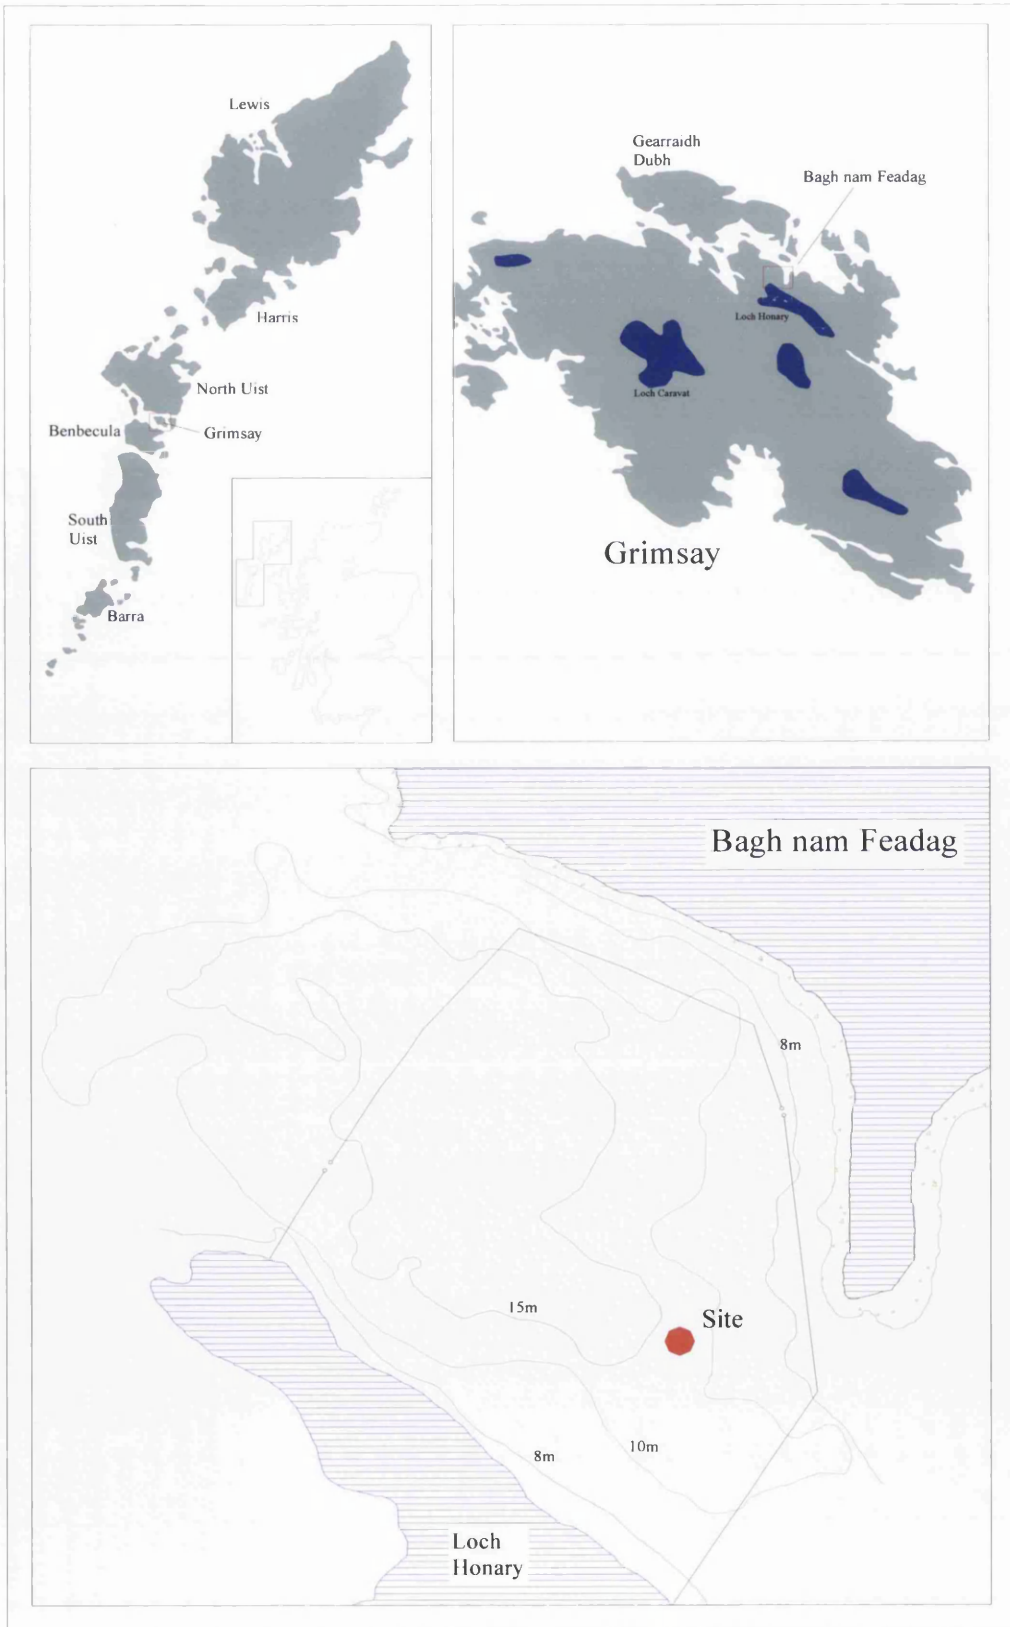 Lewis
Harris
North Uist
Benbecula
Grimsay
South
Uist
Barra
Gearraidh
Dubh
Bagh nam Feadag
Loch Honary
Loch Caravat
Grimsay
Bagh nam Feadag
8m
15m
Site
10m
8m
Loch
Honary